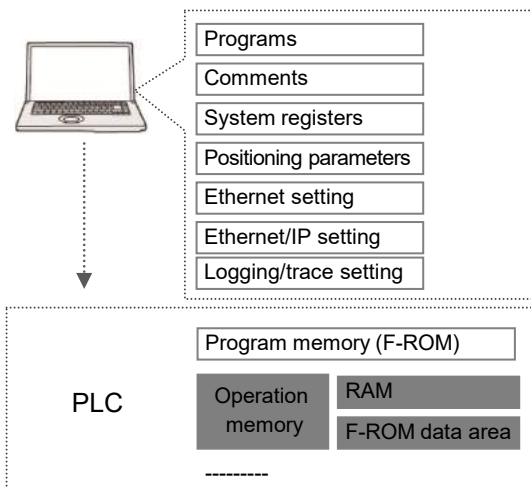 Programs
Comments
System registers
Positioning parameters
Ethernet setting
Ethernet/IP setting
Logging/trace setting
Program memory (F-ROM)
PLC
Operation
memory
RAM
F-ROM data area
---------